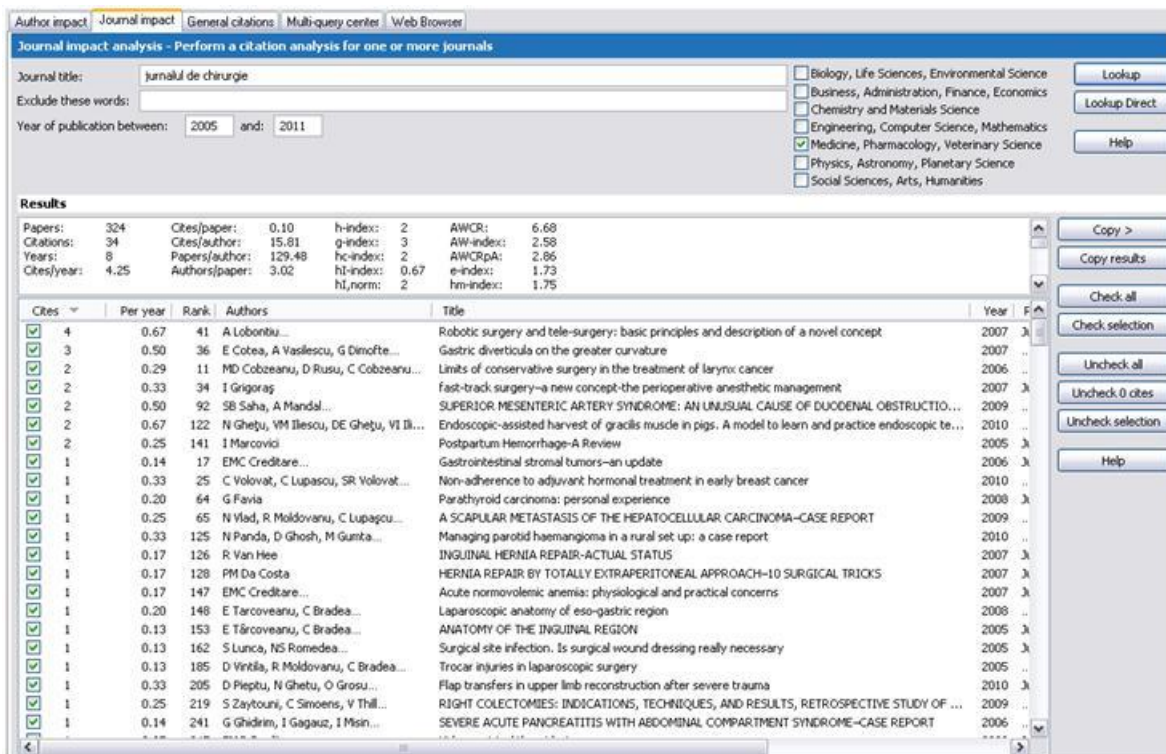 Author impact Journal impact General citations Multi-query center Web Browser
Journal impact analysis - Perform a citation analysis for one or more journals
Journal title: jurnalul de chirurgie
Exclude these words:
Year of publication between: 2005 and: 2011
Biology, Life Sciences, Environmental Science
Business, Administration, Finance, Economics
Chemistry and Materials Science
Engineering, Computer Science, Mathematics
Medicine, Pharmacology, Veterinary Science
Physics, Astronomy, Planetary Science
Social Sciences, Arts, Humanities
Lookup
Lookup Direct
Help
Results
Papers: 324 Cites/paper: 0.10 h-index: 2 AWCR: 6.68
Citations: 34 Cites/author: 15.81 g-index: 3 AW-index: 2.58
Years: 8 Papers/author: 129.48 hc-index: 2 AWCRpA: 2.86
Cites/year: 4.25 Authors/paper: 3.02 hI-index: 0.67 e-index: 1.73
hI,norm: 2 hm-index: 1.75
Copy >
Copy results
Check all
Check selection
Uncheck all
Uncheck 0 cites
Uncheck selection
Help
Cites Per year Rank Authors Title Year
4 0.67 41 A Lobontiu... Robotic surgery and tele-surgery: basic principles and description of a novel concept 2007
3 0.50 36 E Cotea, A Vasilescu, G Dimofte... Gastric diverticula on the greater curvature 2007
2 0.29 11 MD Cobzeanu, D Rusu, C Cobzeanu... Limits of conservative surgery in the treatment of larynx cancer 2006
2 0.33 34 I Grigoraş fast-track surgery–a new concept-the perioperative anesthetic management 2007
2 0.50 92 SB Saha, A Mandal... SUPERIOR MESENTERIC ARTERY SYNDROME: AN UNUSUAL CAUSE OF DUODENAL OBSTRUCTIO... 2009
2 0.67 122 N Gheţu, VM Iliescu, DE Gheţu, VI Ili... Endoscopic-assisted harvest of gracilis muscle in pigs. A model to learn and practice endoscopic te... 2010
2 0.25 141 I Marcovici Postpartum Hemorrhage-A Review 2005
1 0.14 17 EMC Creditare... Gastrointestinal stromal tumors–an update 2006
1 0.33 25 C Volovat, C Lupascu, SR Volovat... Non-adherence to adjuvant hormonal treatment in early breast cancer 2010
1 0.20 64 G Favia Parathyroid carcinoma: personal experience 2008
1 0.25 65 N Vlad, R Moldovanu, C Lupaşcu... A SCAPULAR METASTASIS OF THE HEPATOCELLULAR CARCINOMA–CASE REPORT 2009
1 0.33 125 N Panda, D Ghosh, M Gumta... Managing parotid haemangioma in a rural set up: a case report 2010
1 0.17 126 R Van Hee INGUINAL HERNIA REPAIR-ACTUAL STATUS 2007
1 0.17 128 PM Da Costa HERNIA REPAIR BY TOTALLY EXTRAPERITONEAL APPROACH–10 SURGICAL TRICKS 2007
1 0.17 147 EMC Creditare... Acute normovolemic anemia: physiological and practical concerns 2007
1 0.20 148 E Tarcoveanu, C Bradea... Laparoscopic anatomy of eso-gastric region 2008
1 0.13 153 E Târcoveanu, C Bradea... ANATOMY OF THE INGUINAL REGION 2005
1 0.13 162 S Lunca, NS Romedea... Surgical site infection. Is surgical wound dressing really necessary 2005
1 0.13 185 D Vintila, R Moldovanu, C Bradea... Trocar injuries in laparoscopic surgery 2005
1 0.33 205 D Pieptu, N Ghetu, O Grosu... Flap transfers in upper limb reconstruction after severe trauma 2010
1 0.25 219 S Zaytouni, C Simoens, V Thill... RIGHT COLECTOMIES: INDICATIONS, TECHNIQUES, AND RESULTS, RETROSPECTIVE STUDY OF ... 2009
1 0.14 241 G Ghidirim, I Gagauz, I Misin... SEVERE ACUTE PANCREATITIS WITH ABDOMINAL COMPARTMENT SYNDROME–CASE REPORT 2006